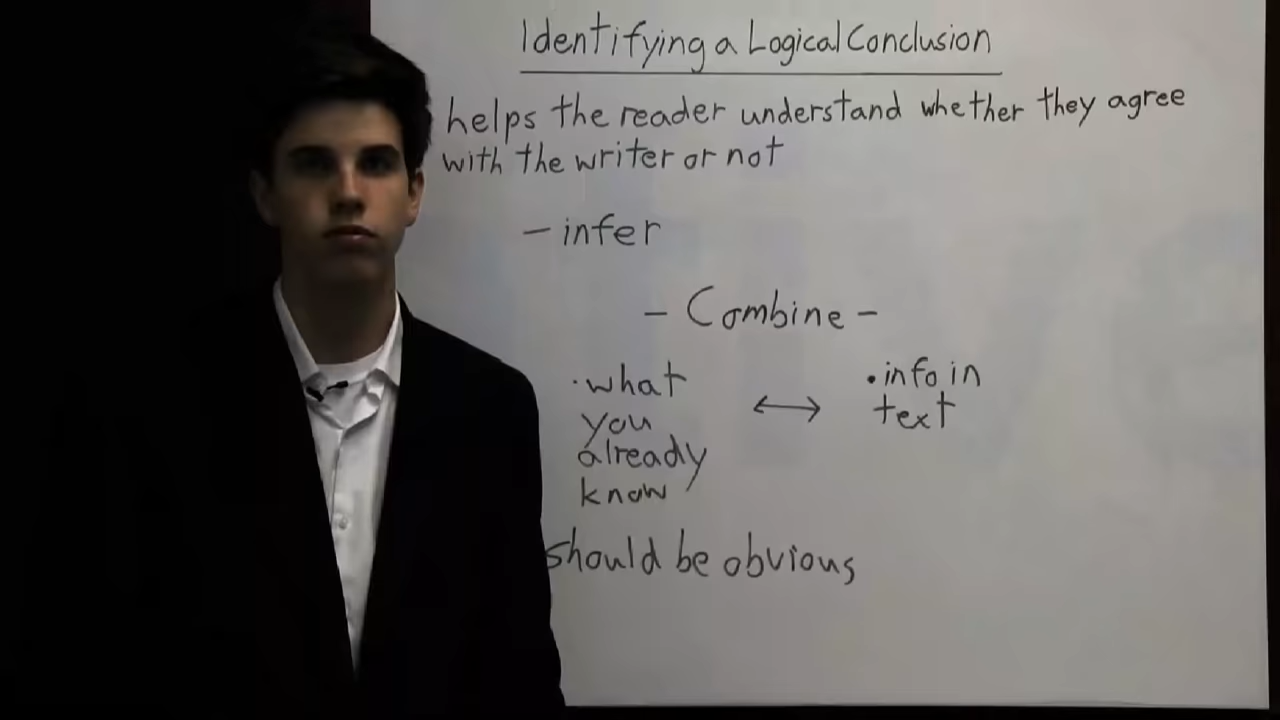 Identifying a Logical Conclusion
helps the reader understand whether they agree
with the writer or not
- infer
- Combine -
· what
you
already
know
↔
• info in
text
should be obvious